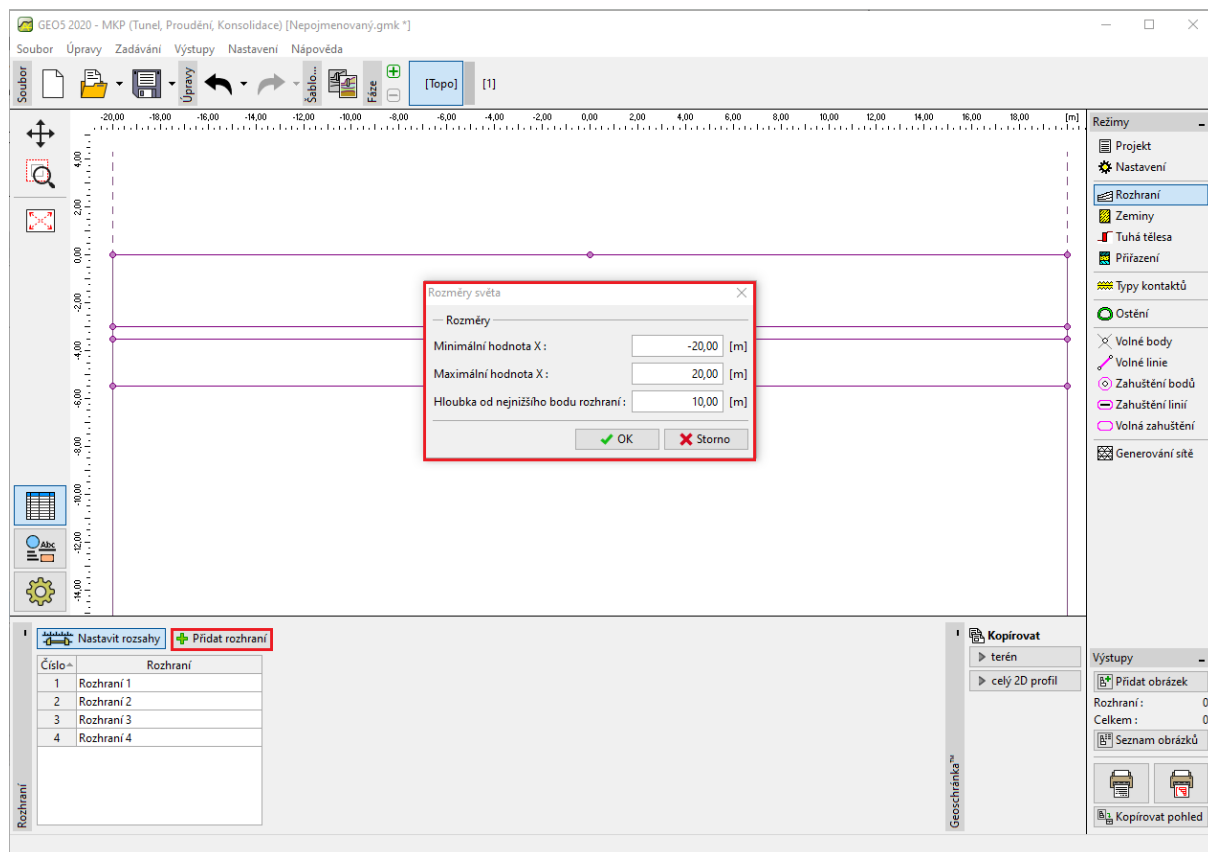 GEO5 2020 - MKP (Tunel, Proudění, Konsolidace) [Nepojmenovaný.gmk *]
Soubor Úpravy Zadávání Výstupy Nastavení Nápověda
Soubor
Úpravy
Šablo...
Fáze
[Topo] [1]
-20,00 -18,00 -16,00 -14,00 -12,00 -10,00 -8,00 -6,00 -4,00 -2,00 0,00 2,00 4,00 6,00 8,00 10,00 12,00 14,00 16,00 18,00 [m]
4,00
2,00
0,00
-2,00
-4,00
-6,00
-8,00
-10,00
-12,00
-14,00
Abc
Rozměry světa
Rozměry
Minimální hodnota X : -20,00 [m]
Maximální hodnota X : 20,00 [m]
Hloubka od nejnižšího bodu rozhraní : 10,00 [m]
OK Storno
Režimy
Projekt
Nastavení
Rozhraní
Zeminy
Tuhá tělesa
Přiřazení
Typy kontaktů
Ostění
Volné body
Volné linie
Zahuštění bodů
Zahuštění linií
Volná zahuštění
Generování sítě
Rozhraní
Nastavit rozsahy Přidat rozhraní
Číslo Rozhraní
1 Rozhraní 1
2 Rozhraní 2
3 Rozhraní 3
4 Rozhraní 4
Geoschránka™
Kopírovat
terén
celý 2D profil
Výstupy
Přidat obrázek
Rozhraní : 0
Celkem : 0
Seznam obrázků
Kopírovat pohled